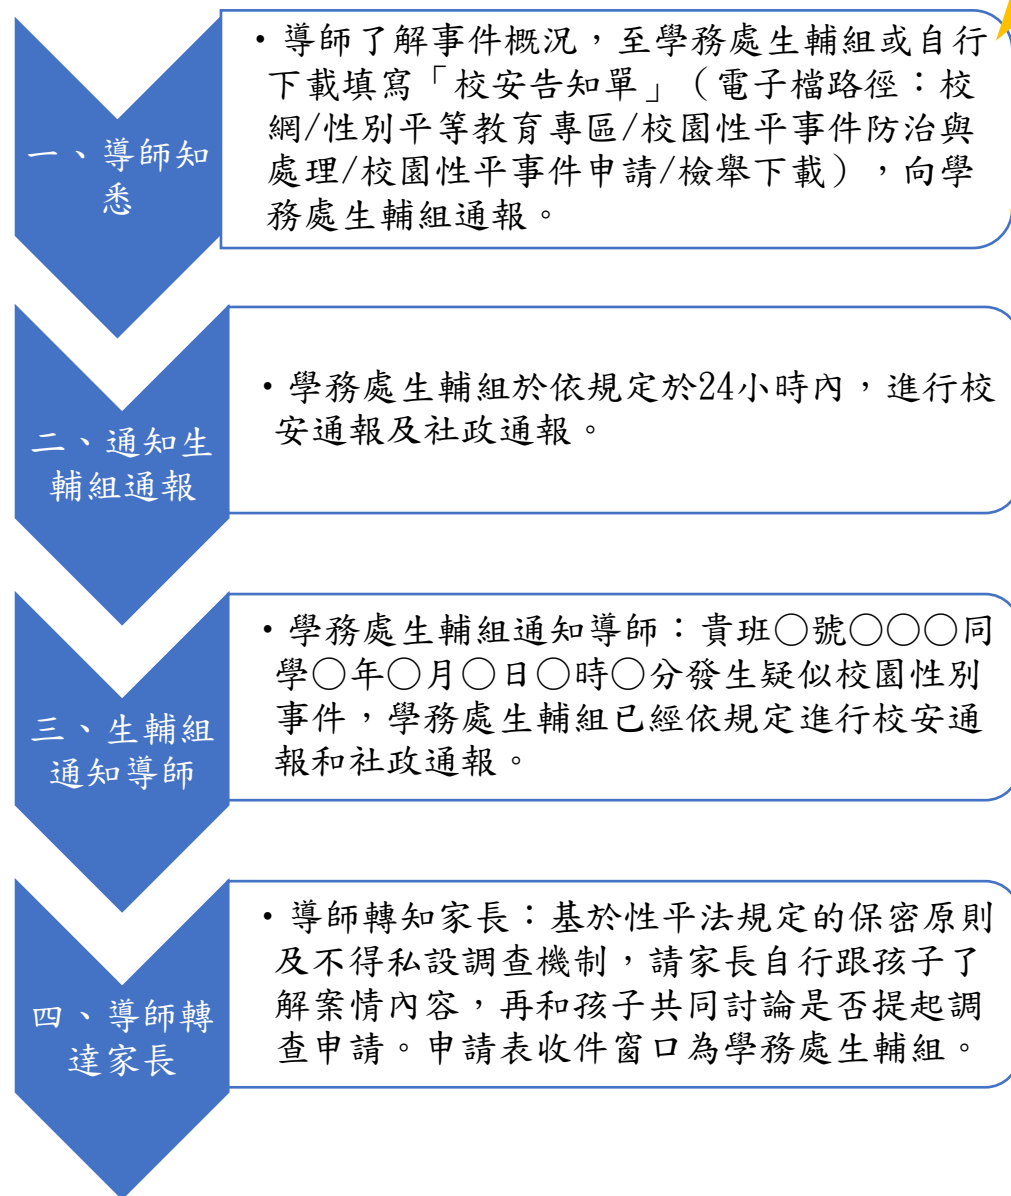 一、導師知
悉
•導師了解事件概況，至學務處生輔組或自行
下載填寫「校安告知單」（電子檔路徑：校
網/性別平等教育專區/校園性平事件防治與
處理/校園性平事件申請/檢舉下載），向學
務處生輔組通報。
二、通知生
輔組通報
•學務處生輔組於依規定於24小時內，進行校
安通報及社政通報。
三、生輔組
通知導師
•學務處生輔組通知導師：貴班○號○○○同
學○年○月○日○時○分發生疑似校園性別
事件，學務處生輔組已經依規定進行校安通
報和社政通報。
四、導師轉
達家長
•導師轉知家長：基於性平法規定的保密原則
及不得私設調查機制，請家長自行跟孩子了
解案情內容，再和孩子共同討論是否提起調
查申請。申請表收件窗口為學務處生輔組。